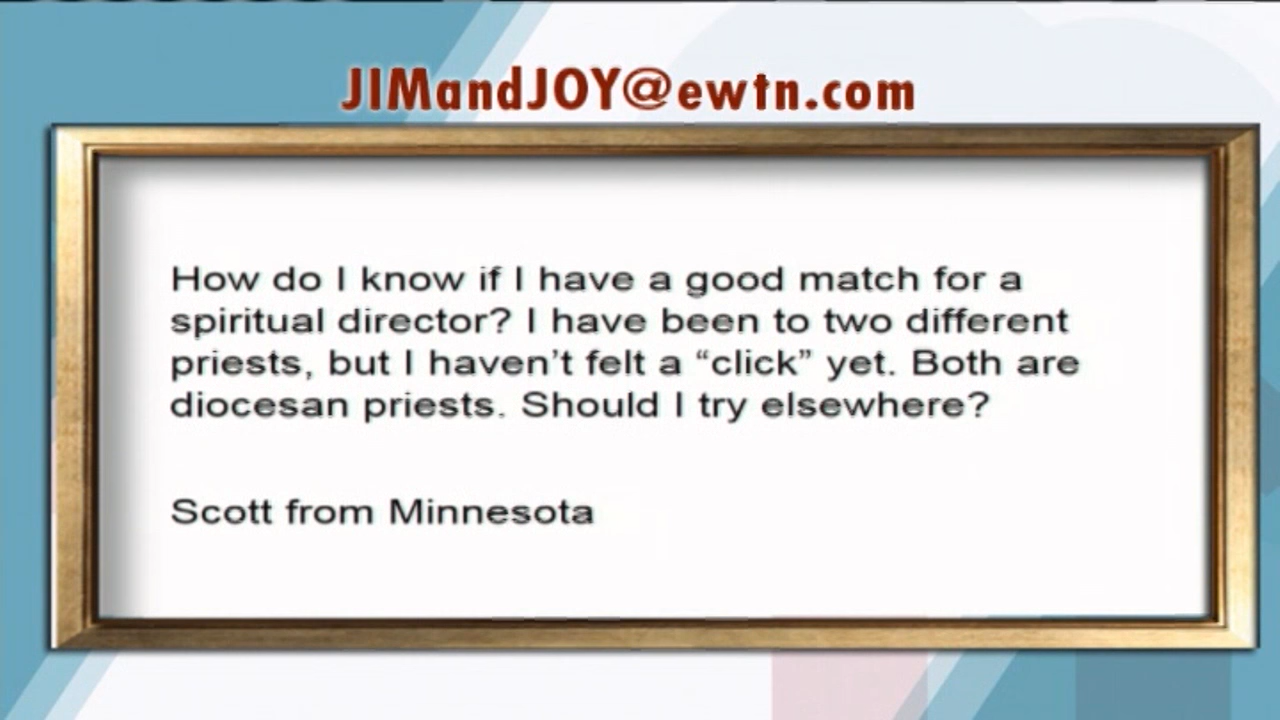 JIMandJOY@ewtn.com
How do I know if I have a good match for a
spiritual director? I have been to two different
priests, but I haven’t felt a “click” yet. Both are
diocesan priests. Should I try elsewhere?
Scott from Minnesota